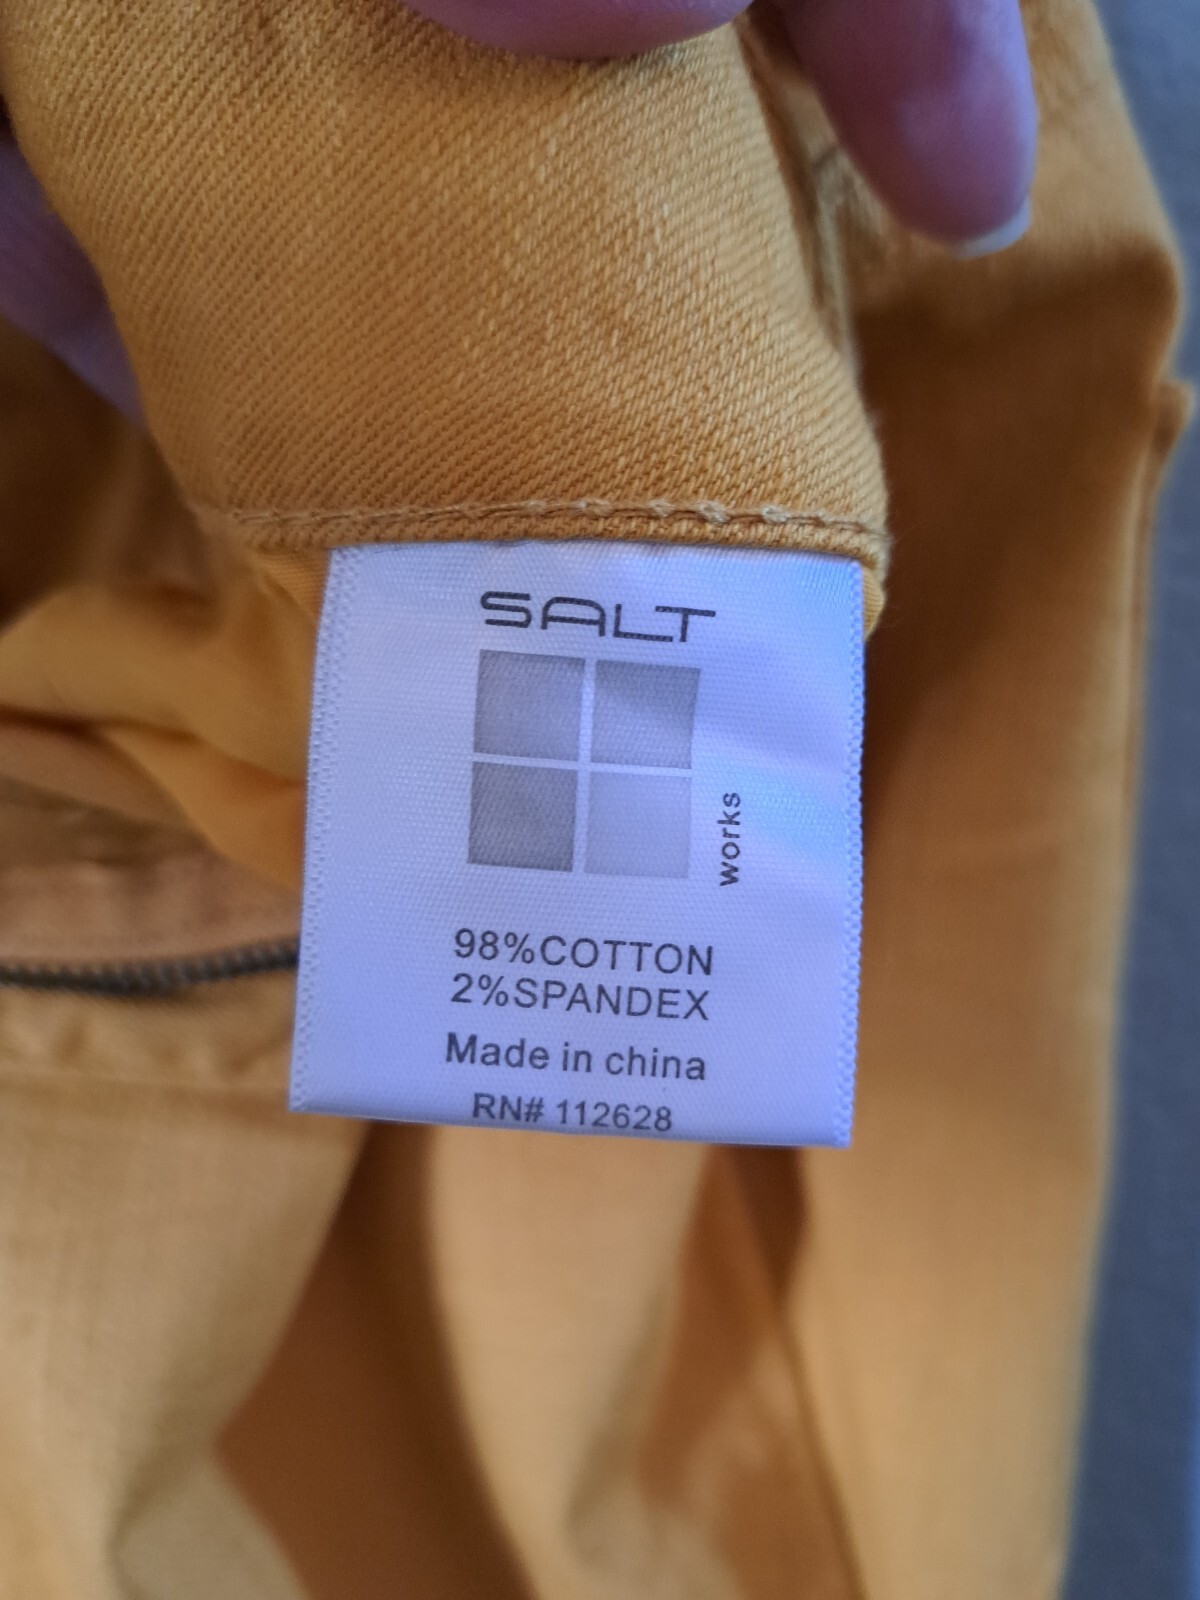 SALT
works
98%COTTON
2%SPANDEX
Made in china
RN# 112628